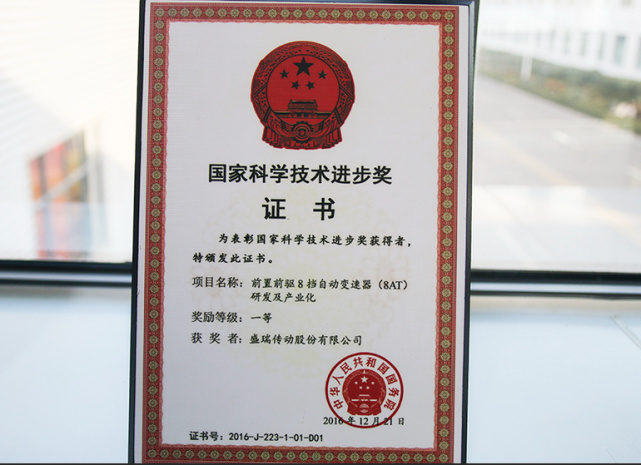 国家科学技术进步奖
证 书
为表彰国家科学技术进步奖获得者,
特颁发此证书。
项目名称: 前置前驱8挡自动变速器(8AT)
研发及产业化
奖励等级: 一等
获 奖 者: 盛瑞传动股份有限公司
中华人民共和国国务院
2016年12月21日
证书号: 2016-J-223-1-01-D01